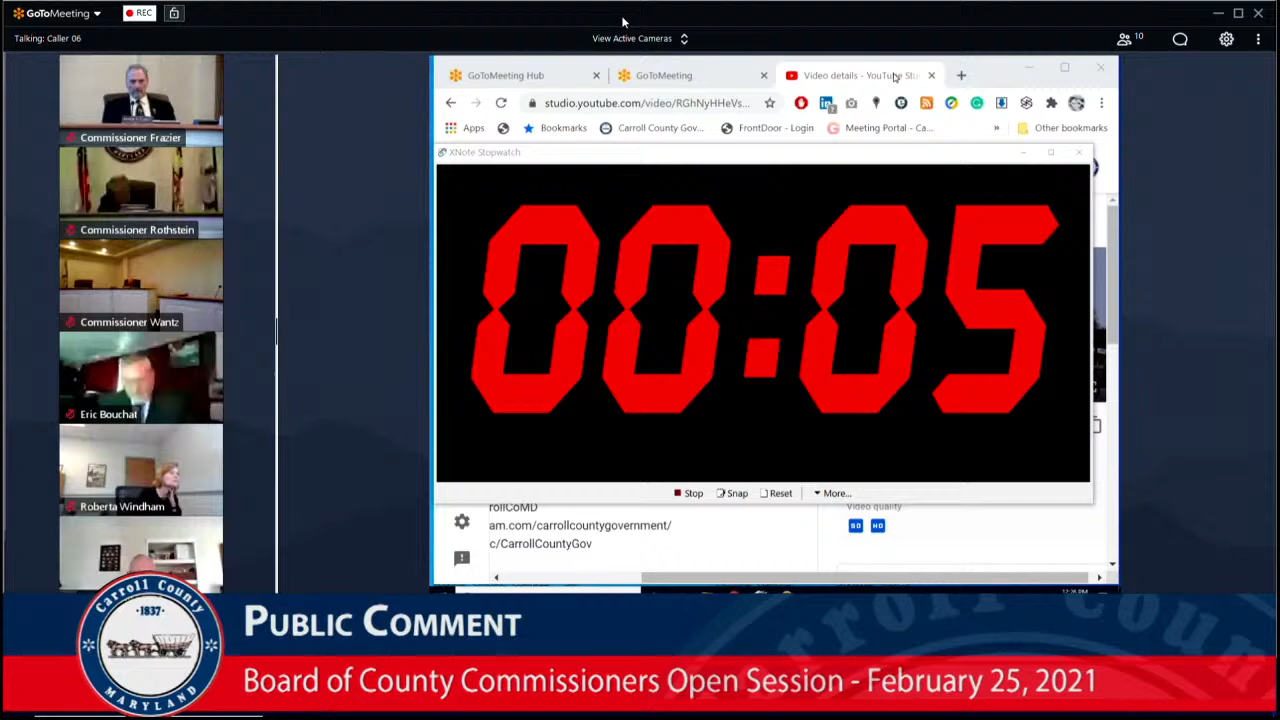 GoToMeeting
REC
Talking: Caller 06
View Active Cameras
10
Commissioner Frazier
Commissioner Rothstein
Commissioner Wantz
Eric Bouchat
Roberta Windham
GoToMeeting Hub
GoToMeeting
Video details - YouTube Stu
studio.youtube.com/video/RGhNyHHeVs...
Apps
Bookmarks
Carroll County Gov...
FrontDoor - Login
Meeting Portal - Ca...
»
Other bookmarks
XNote Stopwatch
00:05
Stop
Snap
Reset
More...
rollCoMD
am.com/carrollcountygovernment/
c/CarrollCountyGov
Video quality
SD
HD
12:26 PM
Carroll County
·1837·
MARYLAND
PUBLIC COMMENT
Board of County Commissioners Open Session - February 25, 2021